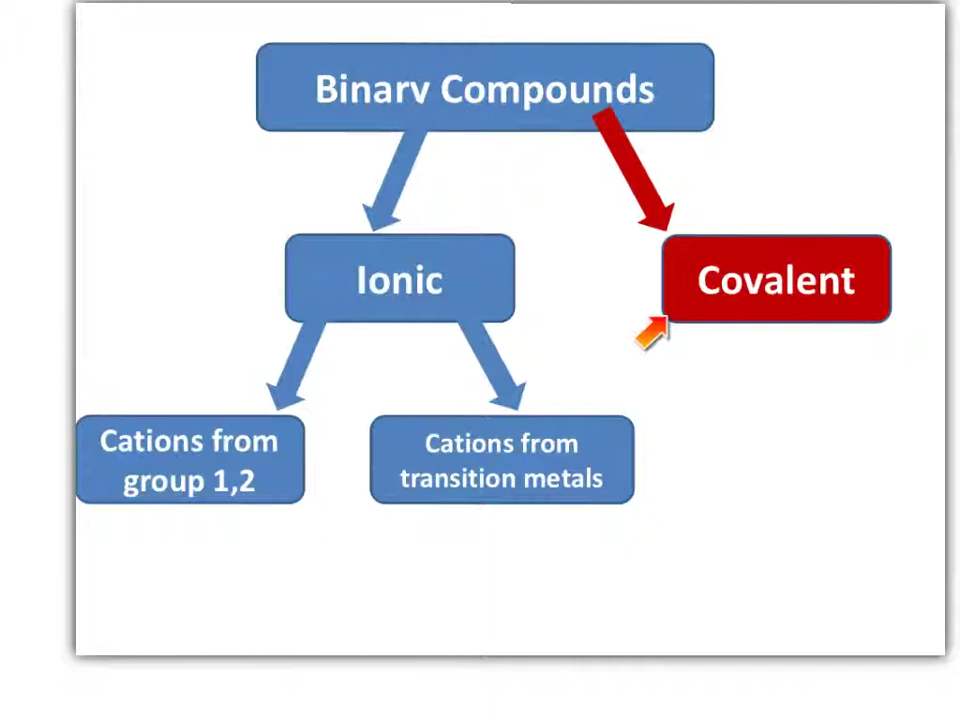 Binary Compounds
Ionic
Covalent
Cations from
group 1,2
Cations from
transition metals